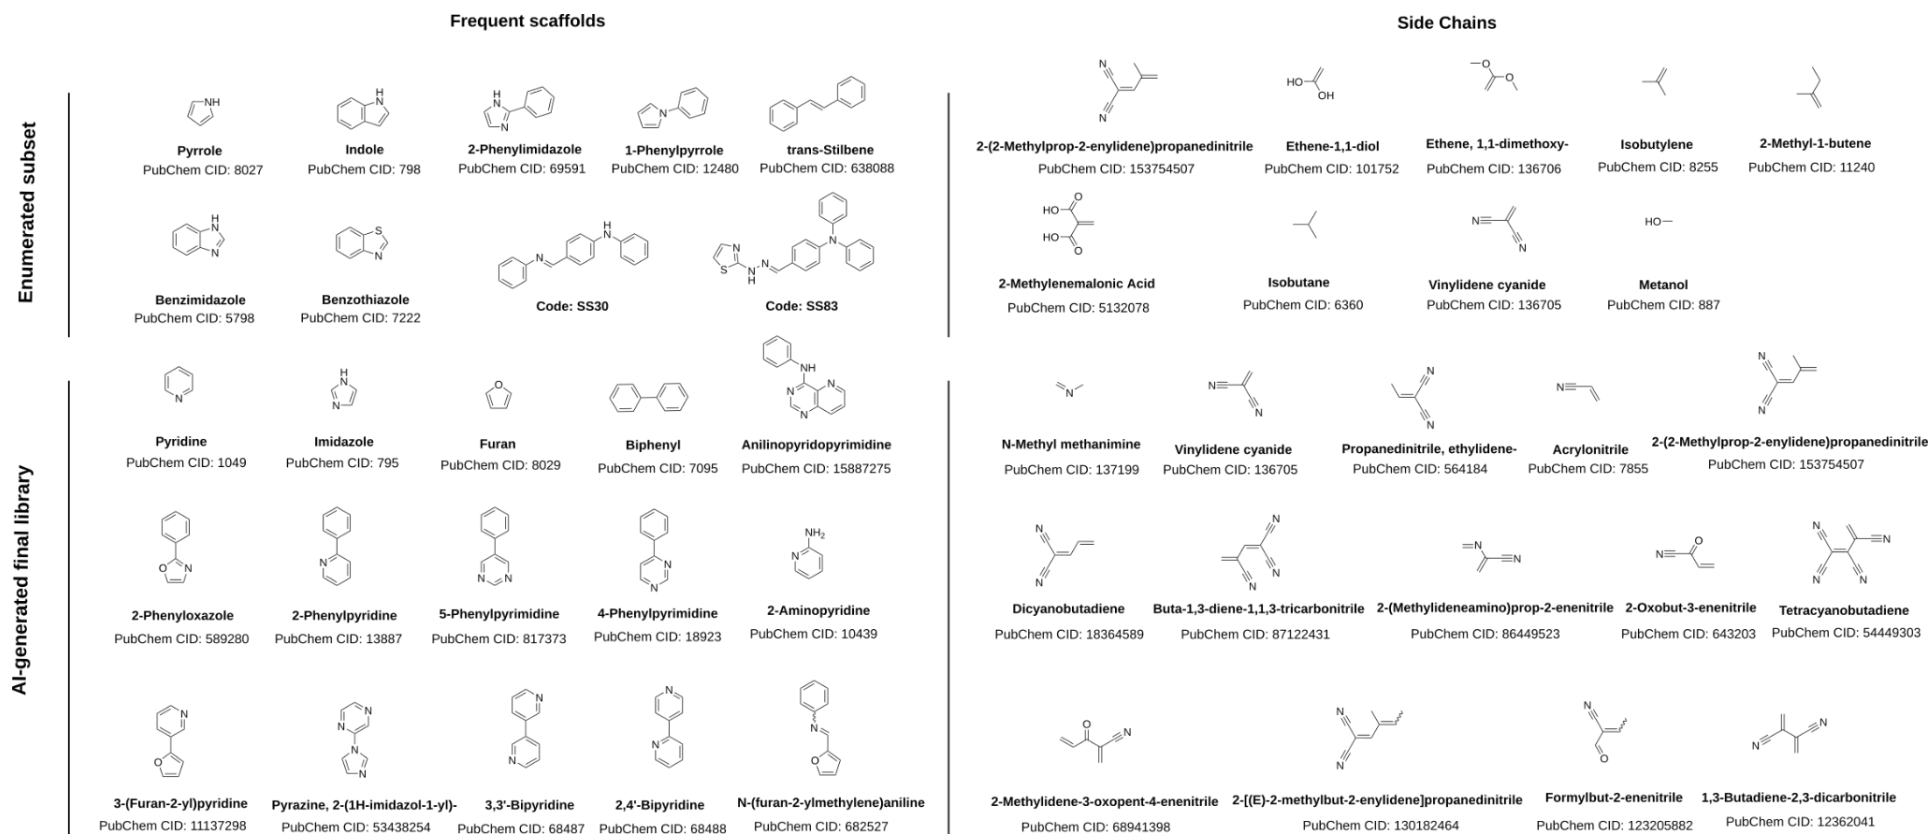 Frequent scaffolds
Side Chains
Enumerated subset
Pyrrole
PubChem CID: 8027
Indole
PubChem CID: 798
2-Phenylimidazole
PubChem CID: 69591
1-Phenylpyrrole
PubChem CID: 12480
trans-Stilbene
PubChem CID: 638088
Benzimidazole
PubChem CID: 5798
Benzothiazole
PubChem CID: 7222
Code: SS30
Code: SS83
2-(2-Methylprop-2-enylidene)propanedinitrile
PubChem CID: 153754507
Ethene-1,1-diol
PubChem CID: 101752
Ethene, 1,1-dimethoxy-
PubChem CID: 136706
Isobutylene
PubChem CID: 8255
2-Methyl-1-butene
PubChem CID: 11240
2-Methylenemalonic Acid
PubChem CID: 5132078
Isobutane
PubChem CID: 6360
Vinylidene cyanide
PubChem CID: 136705
Metanol
PubChem CID: 887
AI-generated final library
Pyridine
PubChem CID: 1049
Imidazole
PubChem CID: 795
Furan
PubChem CID: 8029
Biphenyl
PubChem CID: 7095
Anilinopyridopyrimidine
PubChem CID: 15887275
2-Phenyloxazole
PubChem CID: 589280
2-Phenylpyridine
PubChem CID: 13887
5-Phenylpyrimidine
PubChem CID: 817373
4-Phenylpyrimidine
PubChem CID: 18923
2-Aminopyridine
PubChem CID: 10439
3-(Furan-2-yl)pyridine
PubChem CID: 11137298
Pyrazine, 2-(1H-imidazol-1-yl)-
PubChem CID: 53438254
3,3'-Bipyridine
PubChem CID: 68487
2,4'-Bipyridine
PubChem CID: 68488
N-(furan-2-ylmethylene)aniline
PubChem CID: 682527
N-Methyl methanimine
PubChem CID: 137199
Vinylidene cyanide
PubChem CID: 136705
Propanedinitrile, ethylidene-
PubChem CID: 564184
Acrylonitrile
PubChem CID: 7855
2-(2-Methylprop-2-enylidene)propanedinitrile
PubChem CID: 153754507
Dicyanobutadiene
PubChem CID: 18364589
Buta-1,3-diene-1,1,3-tricarbonitrile
PubChem CID: 87122431
2-(Methylideneamino)prop-2-enenitrile
PubChem CID: 86449523
2-Oxobut-3-enenitrile
PubChem CID: 643203
Tetracyanobutadiene
PubChem CID: 54449303
2-Methylidene-3-oxopent-4-enenitrile
PubChem CID: 68941398
2-[(E)-2-methylbut-2-enylidene]propanedinitrile
PubChem CID: 130182464
Formylbut-2-enenitrile
PubChem CID: 123205882
1,3-Butadiene-2,3-dicarbonitrile
PubChem CID: 12362041